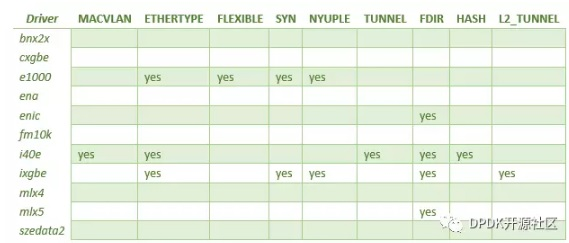 Driver MACVLAN ETHERTYPE FLEXIBLE SYN NYUPLE TUNNEL FDIR HASH L2_TUNNEL
bnx2x
cxgbe
e1000 yes yes yes yes
ena
enic yes
fm10k
i40e yes yes yes yes yes
ixgbe yes yes yes yes yes
mlx4
mlx5 yes
szedata2
DPDK开源社区